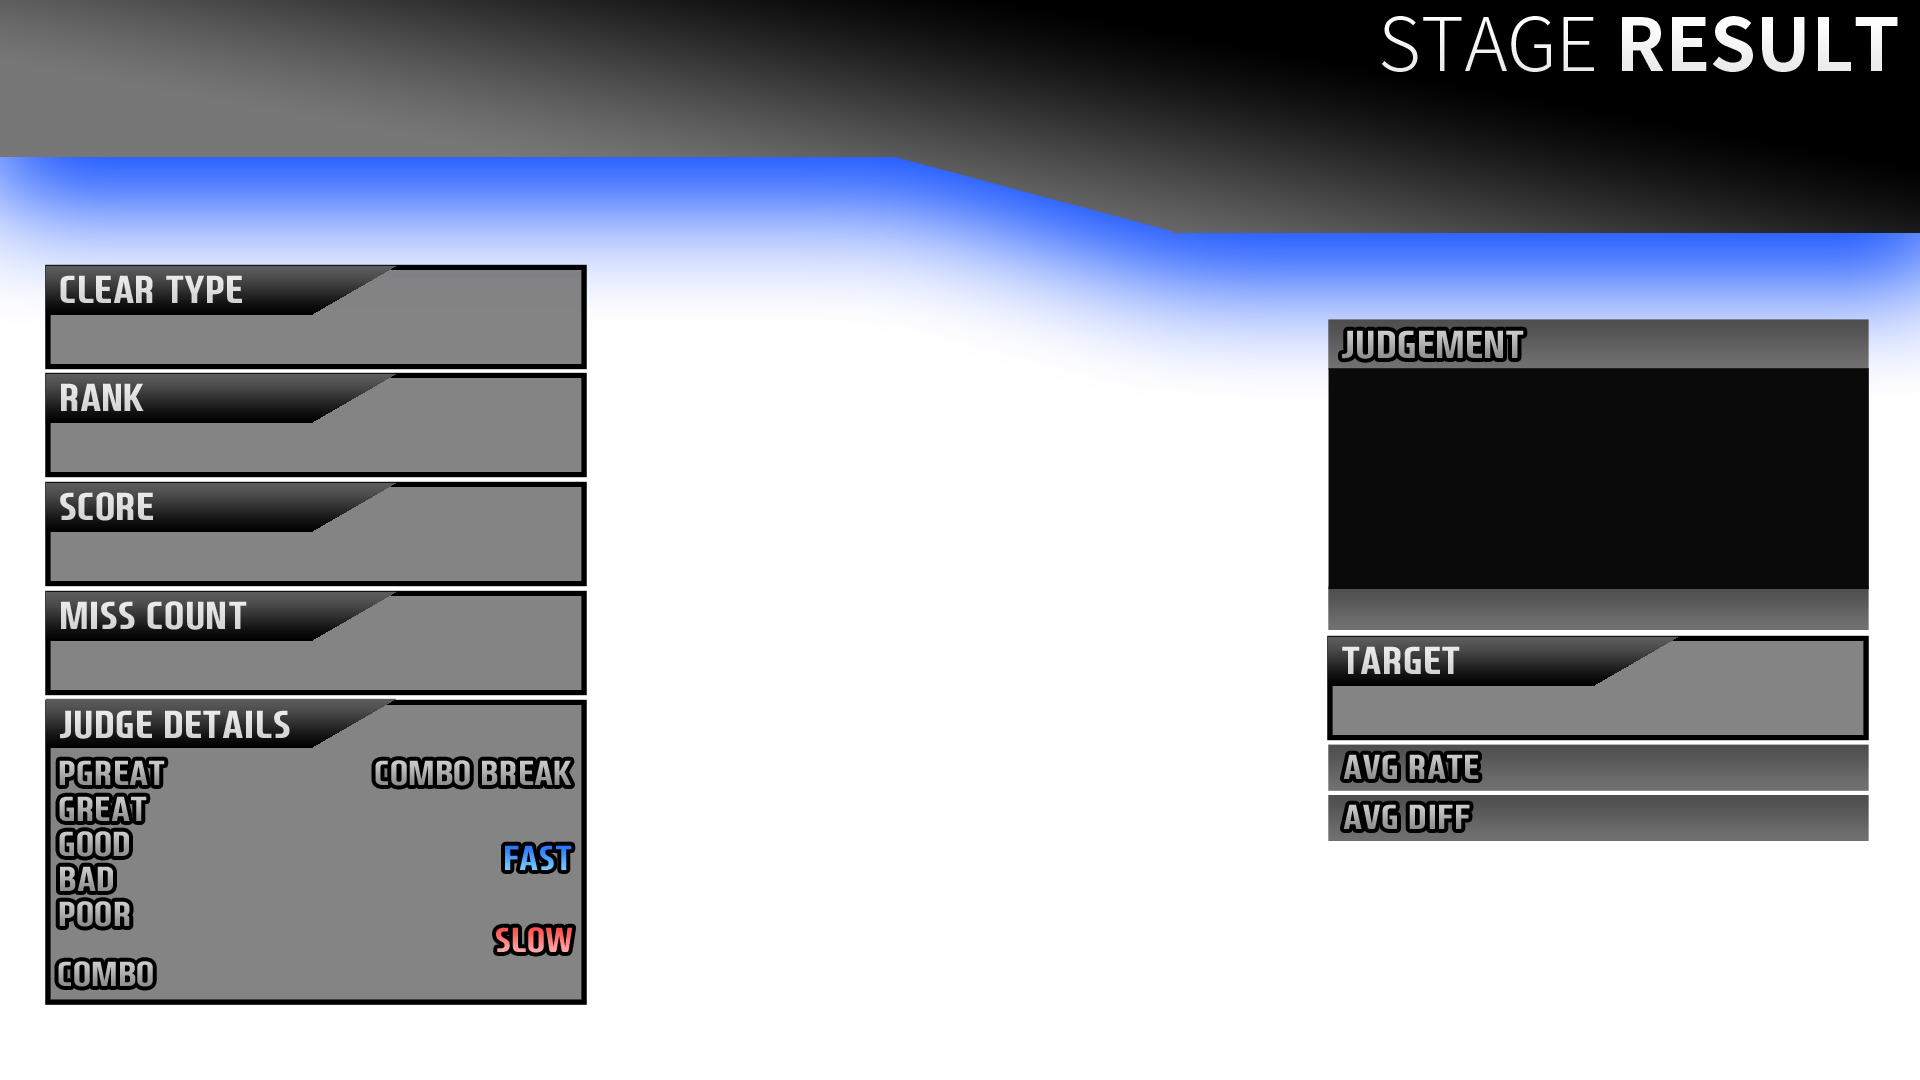 STAGE RESULT
CLEAR TYPE
RANK
SCORE
MISS COUNT
JUDGE DETAILS
PGREAT
COMBO BREAK
GREAT
GOOD
FAST
BAD
POOR
SLOW
COMBO
JUDGEMENT
TARGET
AVG RATE
AVG DIFF